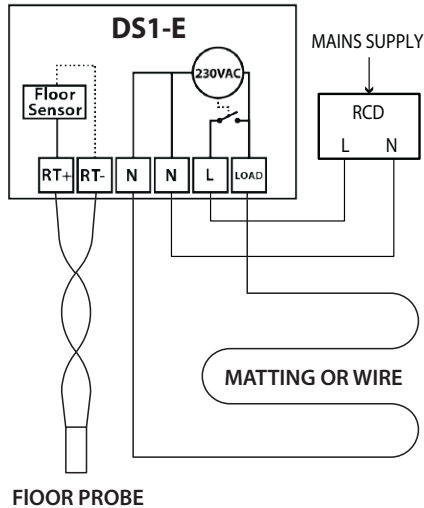 DS1-E
MAINS SUPPLY
230VAC
Floor
Sensor
RCD
L N
RT+ RT- N N L LOAD
MATTING OR WIRE
FlOOR PROBE